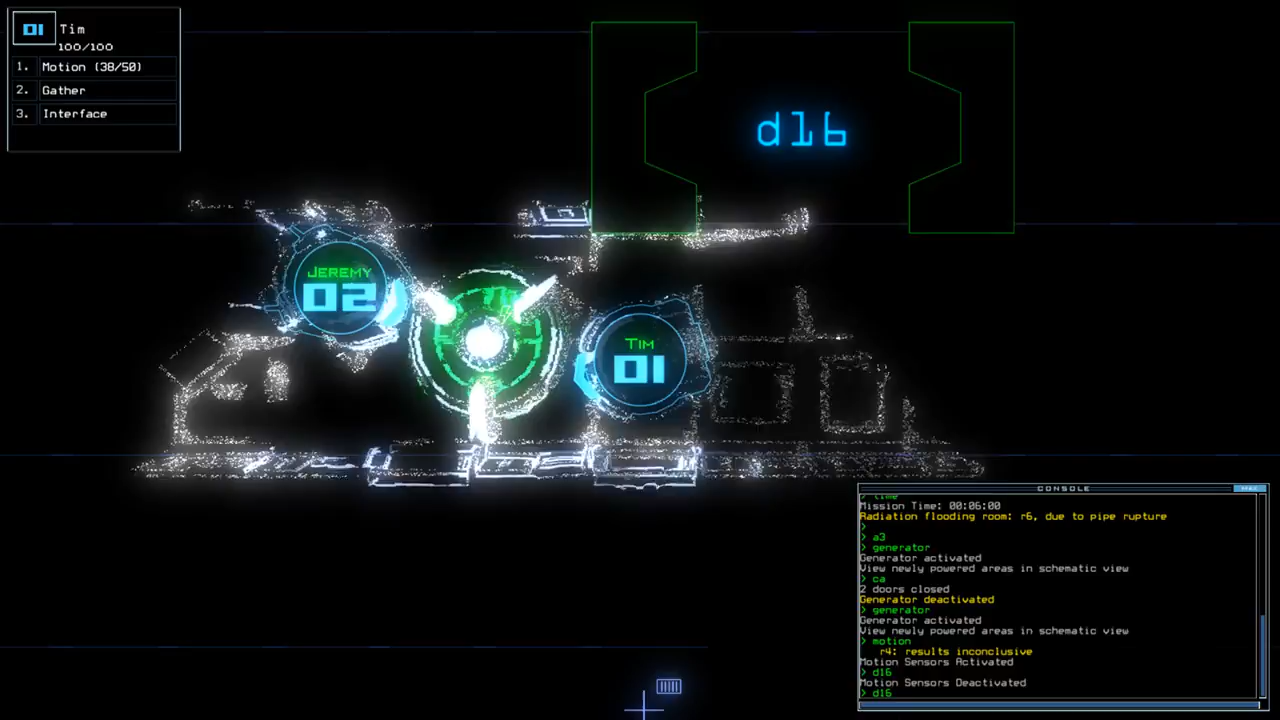 01 Tim
100/100
1. Motion (38/50)
2. Gather
3. Interface
d16
JEREMY
02
TIM
01
CONSOLE
MAX
> time
Mission Time: 00:06:00
Radiation flooding room: r6, due to pipe rupture
>
> a3
> generator
Generator activated
View newly powered areas in schematic view
> ca
2 doors closed
Generator deactivated
> generator
Generator activated
View newly powered areas in schematic view
> motion
r4: results inconclusive
Motion Sensors Activated
> d16
Motion Sensors Deactivated
> d16